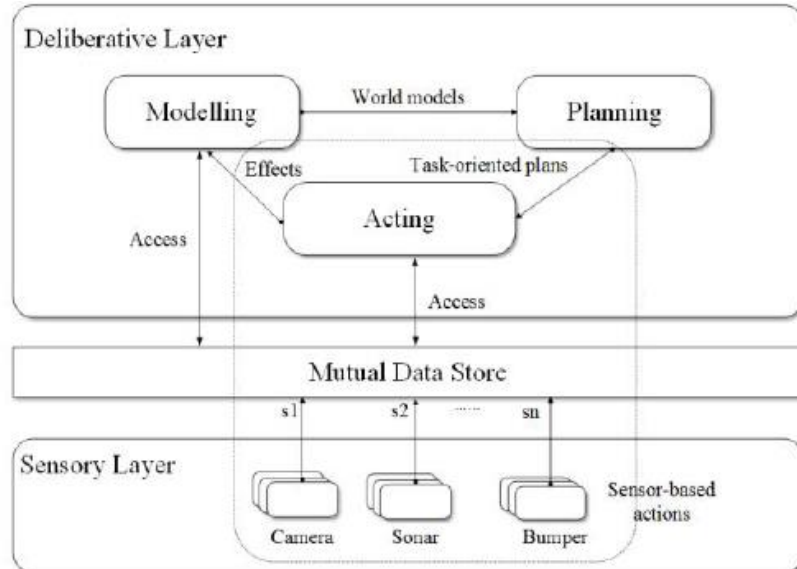 Deliberative Layer
Modelling
World models
Planning
Effects
Task-oriented plans
Acting
Access
Access
Mutual Data Store
s1
s2
......
sn
Sensory Layer
Sensor-based
actions
Camera
Sonar
Bumper